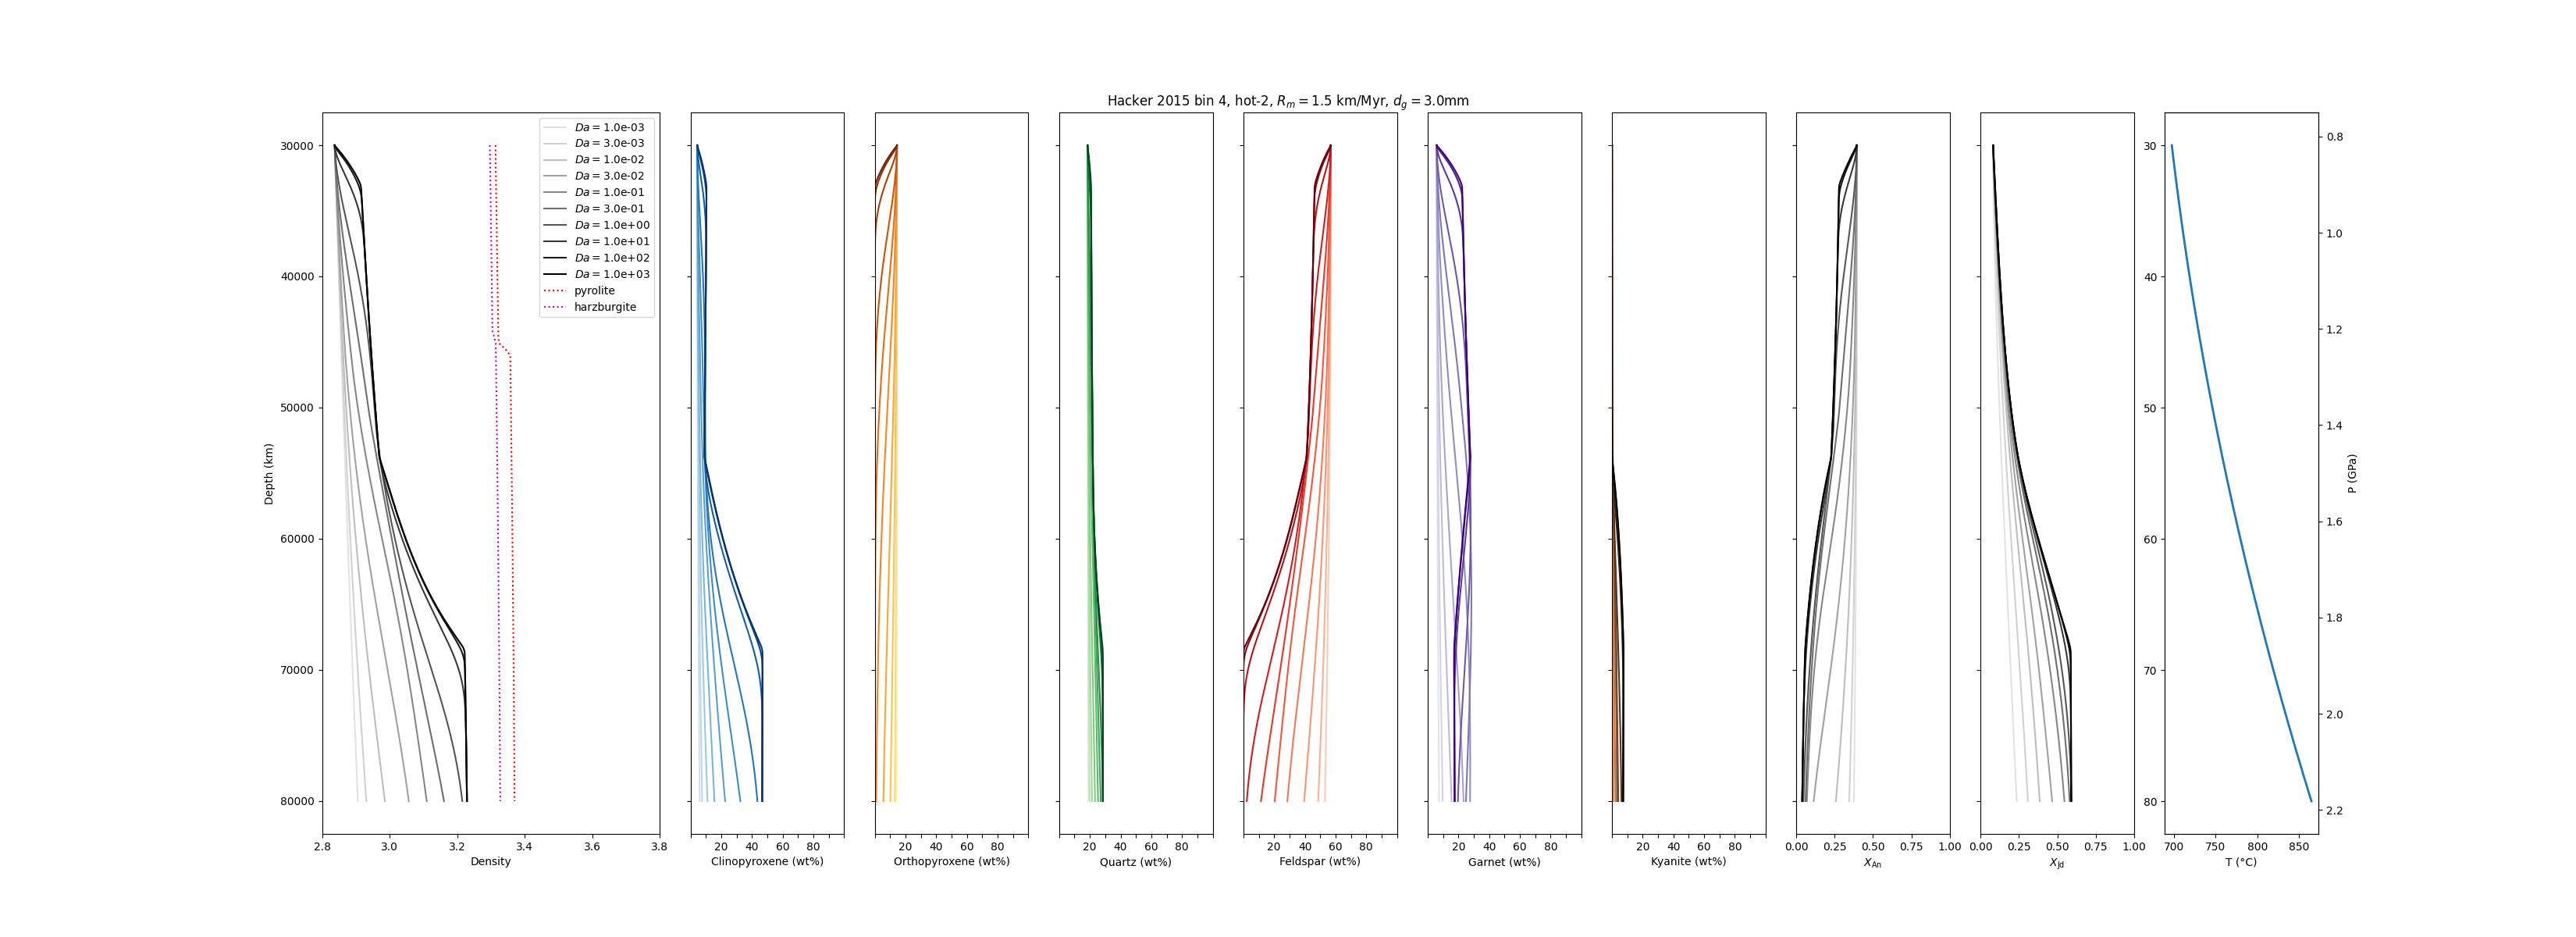 Hacker 2015 bin 4, hot-2, Rₘ = 1.5 km/Myr, d_g = 3.0mm
Da = 1.0e-03
Da = 3.0e-03
Da = 1.0e-02
Da = 3.0e-02
Da = 1.0e-01
Da = 3.0e-01
Da = 1.0e+00
Da = 1.0e+01
Da = 1.0e+02
Da = 1.0e+03
pyrolite
harzburgite
Depth (km)
30000
40000
50000
60000
70000
80000
2.8 3.0 3.2 3.4 3.6 3.8
Density
20 40 60 80
Clinopyroxene (wt%)
20 40 60 80
Orthopyroxene (wt%)
20 40 60 80
Quartz (wt%)
20 40 60 80
Feldspar (wt%)
20 40 60 80
Garnet (wt%)
20 40 60 80
Kyanite (wt%)
0.00 0.25 0.50 0.75 1.00
X_An
0.00 0.25 0.50 0.75 1.00
X_Jd
30
40
50
60
70
80
700 750 800 850
T (°C)
0.8
1.0
1.2
1.4
1.6
1.8
2.0
2.2
P (GPa)